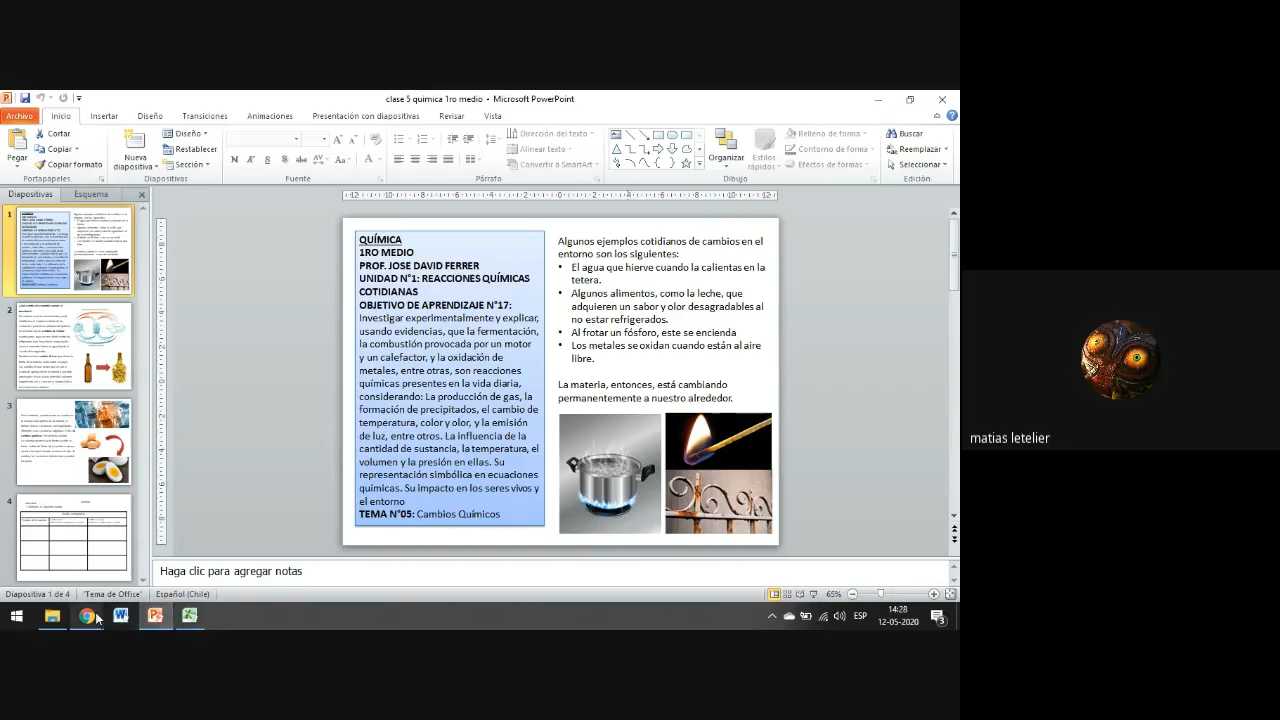 clase 5 quimica 1ro medio - Microsoft PowerPoint
Archivo Inicio Insertar Diseño Transiciones Animaciones Presentación con diapositivas Revisar Vista
Pegar
Cortar
Copiar
Copiar formato
Portapapeles
Nueva
diapositiva
Diseño
Restablecer
Sección
Diapositivas
N K S S abc AV Aa A
Fuente
Dirección del texto
Alinear texto
Convertir a SmartArt
Párrafo
Organizar
Estilos
rápidos
Relleno de forma
Contorno de forma
Efectos de formas
Dibujo
Buscar
Reemplazar
Seleccionar
Edición
Diapositivas Esquema
1
2
3
4
QUÍMICA
1RO MEDIO
PROF. JOSE DAVID FEREIRA
UNIDAD N°1: REACCIONES QUÍMICAS
COTIDIANAS
OBJETIVO DE APRENDIZAJE N°17:
Investigar experimentalmente y explicar,
usando evidencias, que la fermentación,
la combustión provocada por un motor
y un calefactor, y la oxidación de
metales, entre otras, son reacciones
químicas presentes en la vida diaria,
considerando: La producción de gas, la
formación de precipitados, el cambio de
temperatura, color y olor, y la emisión
de luz, entre otros. La influencia de la
cantidad de sustancia, la temperatura, el
volumen y la presión en ellas. Su
representación simbólica en ecuaciones
químicas. Su impacto en los seres vivos y
el entorno
TEMA N°05: Cambios Químicos
Algunos ejemplos cotidianos de cambios
entorno son los siguientes:
• El agua que hierve cuando la calientas en la
tetera.
• Algunos alimentos, como la leche, que
adquieren un sabor y olor desagradables al
no estar refrigerados.
• Al frotar un fósforo, este se encienda
• Los metales se oxidan cuando están al aire
libre.
La materia, entonces, está cambiando
permanentemente a nuestro alrededor.
Haga clic para agregar notas
Diapositiva 1 de 4 "Tema de Office" Español (Chile) 65%
ESP
14:28
12-05-2020
3
matias letelier